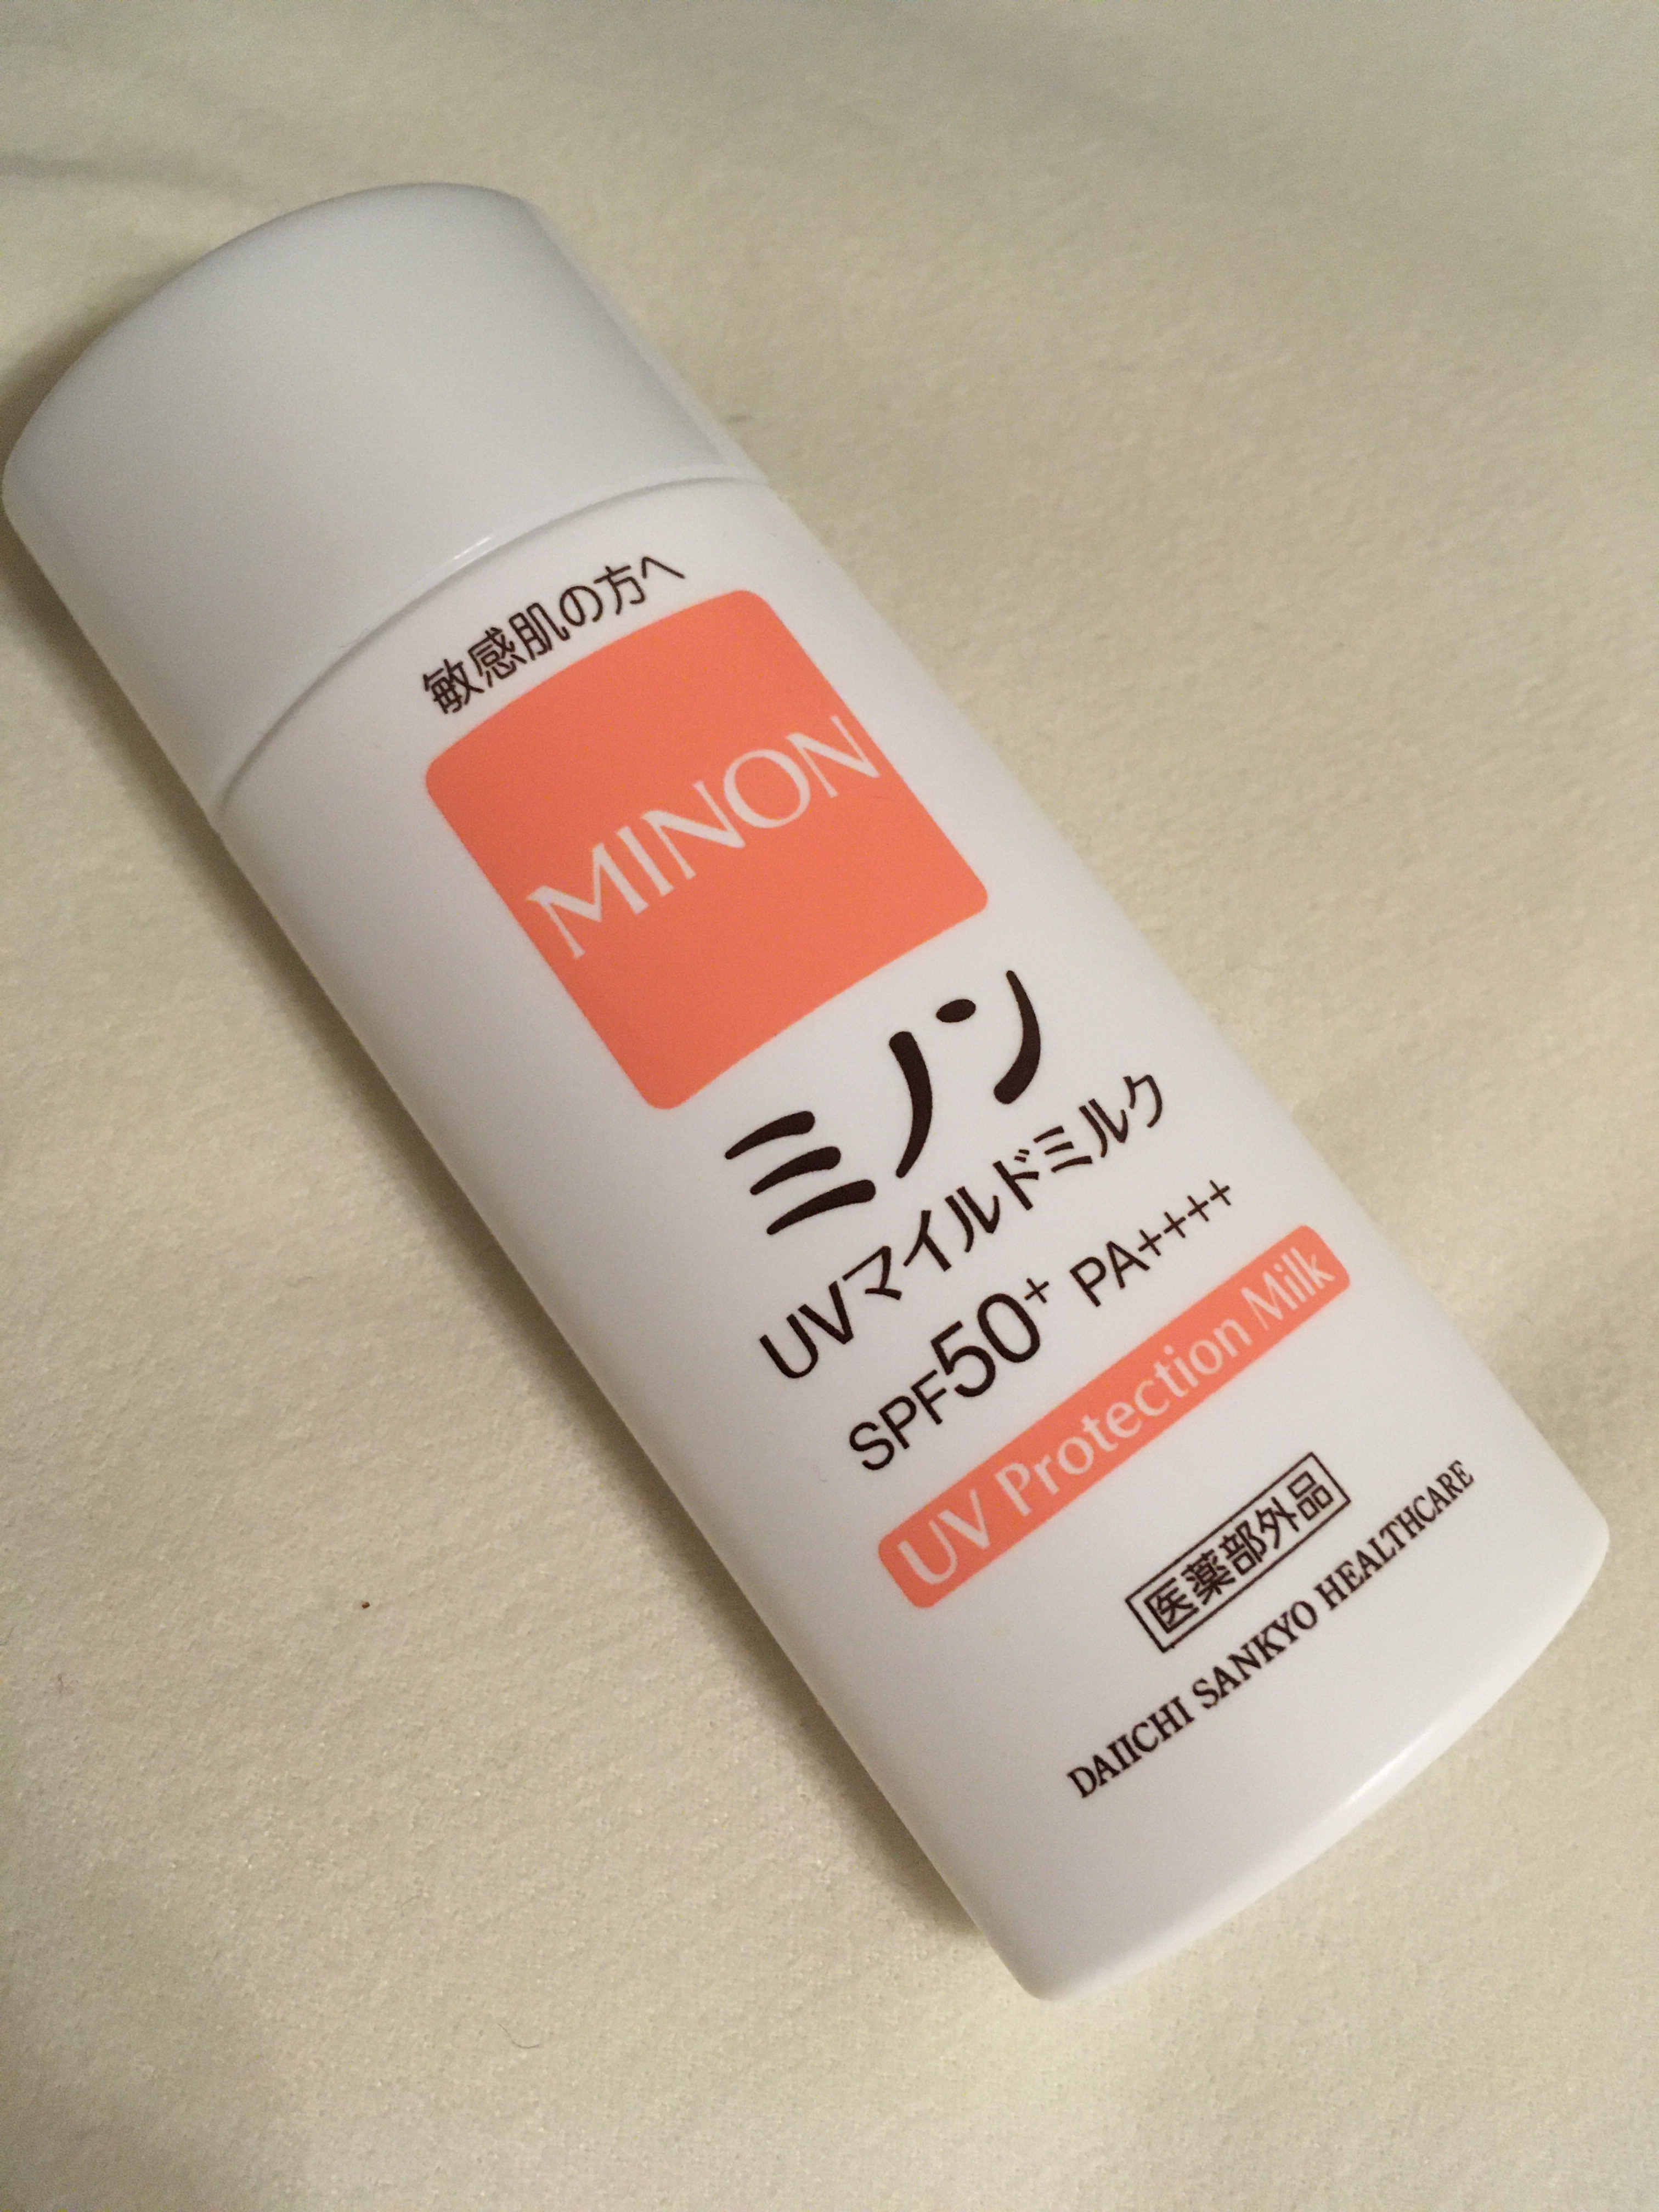 敏感肌の方へ
MINON
ミノン
UVマイルドミルク
SPF50+ PA++++
UV Protection Milk
医薬部外品
DAIICHI SANKYO HEALTHCARE